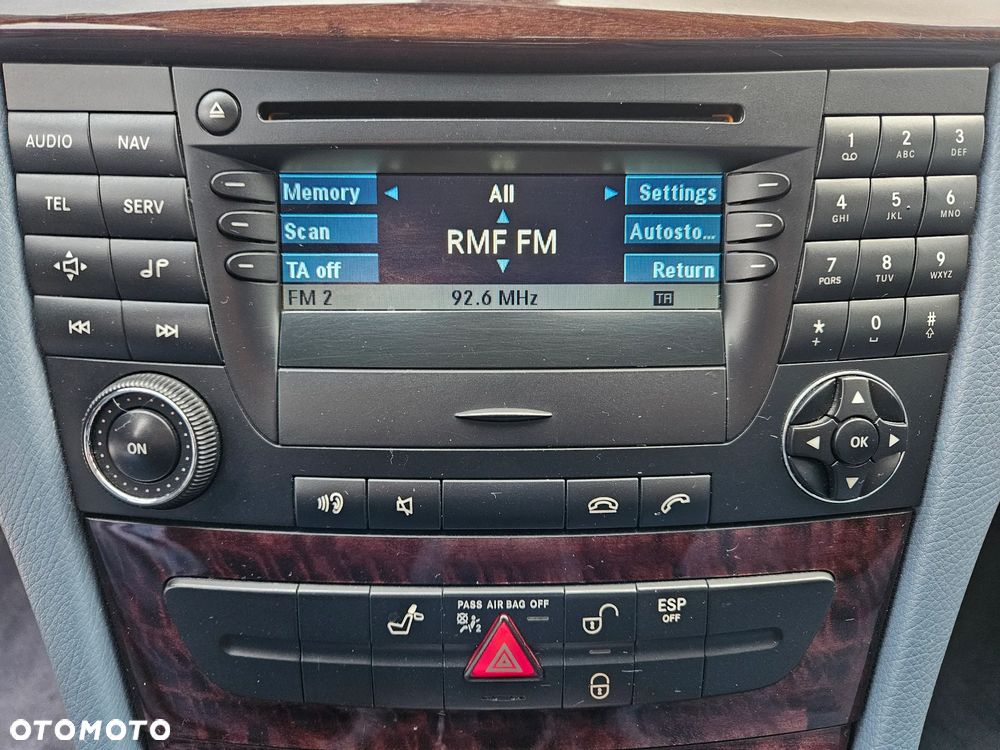 AUDIO
NAV
TEL
SERV
ON
Memory
All
Settings
Scan
RMF FM
Autosto...
TA off
Return
FM 2
92.6 MHz
TA
1
2
ABC
3
DEF
4
GHI
5
JKL
6
MNO
7
PQRS
8
TUV
9
WXYZ
*
+
0
#
OK
PASS AIR BAG OFF
2
ESP
OFF
OTOMOTO